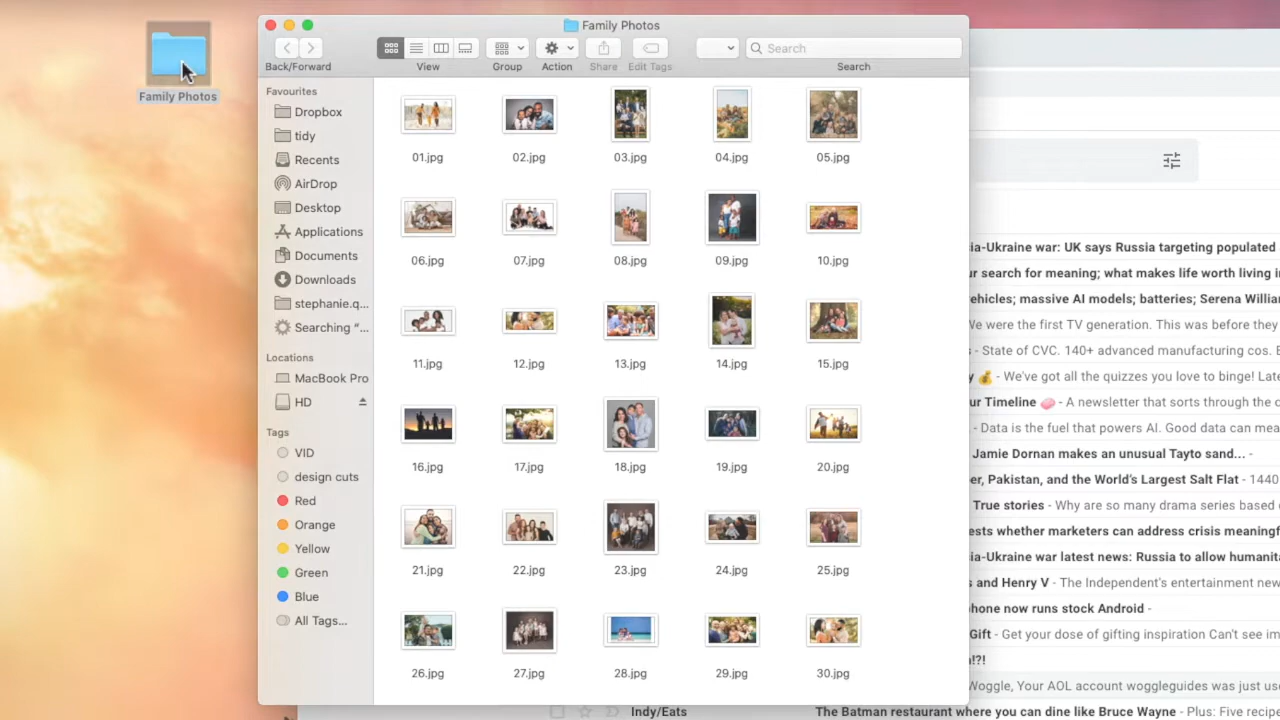 Family Photos
Family Photos
Back/Forward
View
Group
Action
Share
Edit Tags
Search
Search
Favourites
Dropbox
tidy
Recents
AirDrop
Desktop
Applications
Documents
Downloads
stephanie.q...
Searching “...
Locations
MacBook Pro
HD
Tags
VID
design cuts
Red
Orange
Yellow
Green
Blue
All Tags...
01.jpg
02.jpg
03.jpg
04.jpg
05.jpg
06.jpg
07.jpg
08.jpg
09.jpg
10.jpg
11.jpg
12.jpg
13.jpg
14.jpg
15.jpg
16.jpg
17.jpg
18.jpg
19.jpg
20.jpg
21.jpg
22.jpg
23.jpg
24.jpg
25.jpg
26.jpg
27.jpg
28.jpg
29.jpg
30.jpg
ia-Ukraine war: UK says Russia targeting populated
ur search for meaning; what makes life worth living i
ehicles; massive AI models; batteries; Serena Willian
Ve were the first TV generation. This was before they
- State of CVC. 140+ advanced manufacturing cos. E
y 💰 - We've got all the quizzes you love to binge! Late
ur Timeline 🧼 - A newsletter that sorts through the c
- Data is the fuel that powers AI. Good data can mea
Jamie Dornan makes an unusual Tayto sand... -
er, Pakistan, and the World's Largest Salt Flat - 1440
True stories - Why are so many drama series based
ests whether marketers can address crisis meaningf
ia-Ukraine war latest news: Russia to allow humanita
s and Henry V - The Independent's entertainment new
phone now runs stock Android -
Gift - Get your dose of gifting inspiration Can't see im
u!?!
Woggle, Your AOL account woggleguides was just use
Indy/Eats
The Batman restaurant where you can dine like Bruce Wayne - Plus: Five recipe